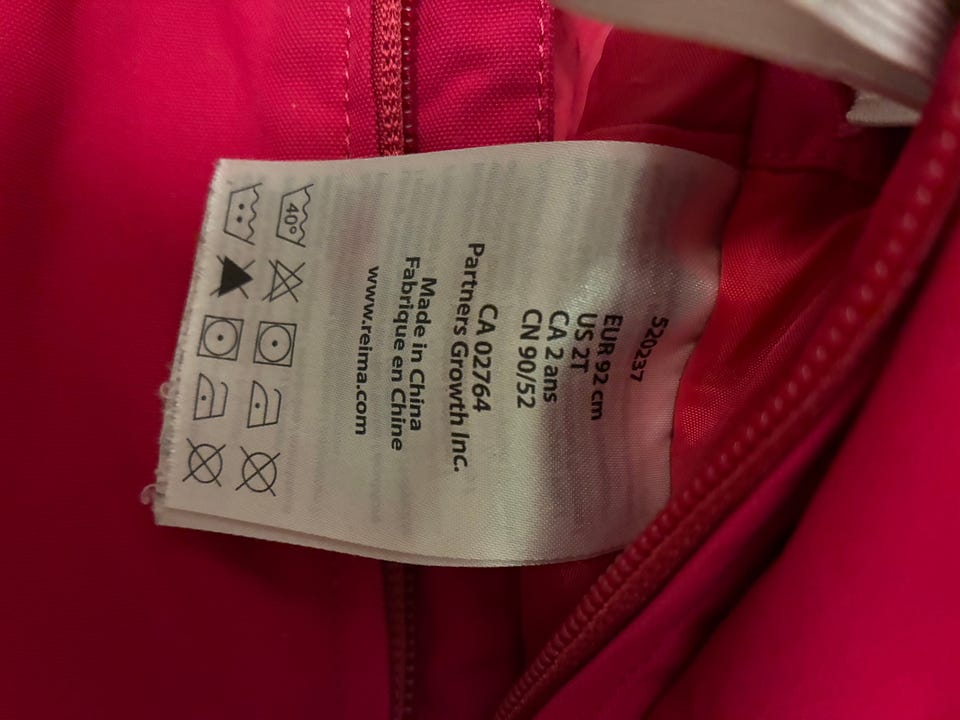 520237
EUR 92 cm
US 2T
CA 2 ans
CN 90/52
CA 02764
Partners Growth Inc.
Made in China
Fabrique en Chine
www.reima.com
40°